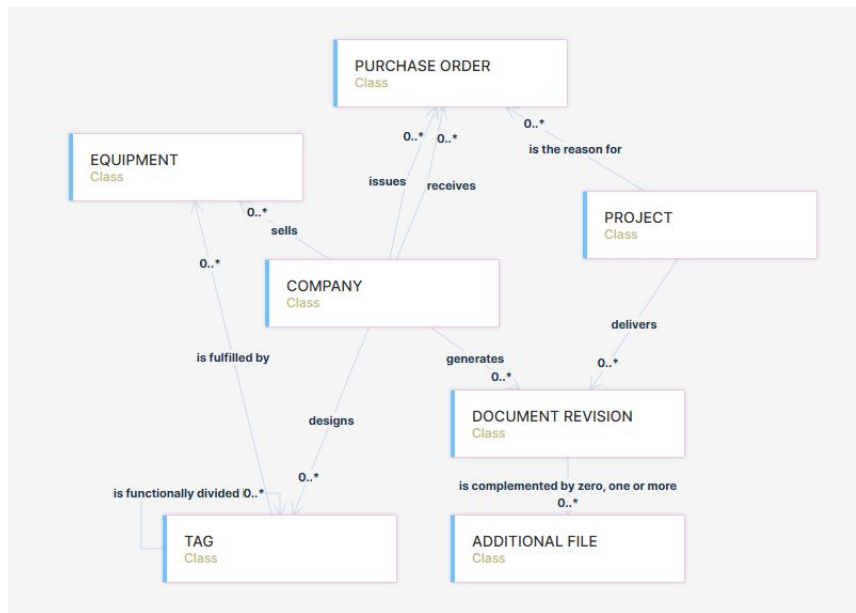 PURCHASE ORDER
Class
0..*
0..*
0..*
is the reason for
EQUIPMENT
Class
issues
receives
0..*
sells
PROJECT
Class
0..*
COMPANY
Class
delivers
is fulfilled by
generates
0..*
0..*
DOCUMENT REVISION
Class
designs
0..*
is complemented by zero, one or more
0..*
is functionally divided
0..*
TAG
Class
ADDITIONAL FILE
Class